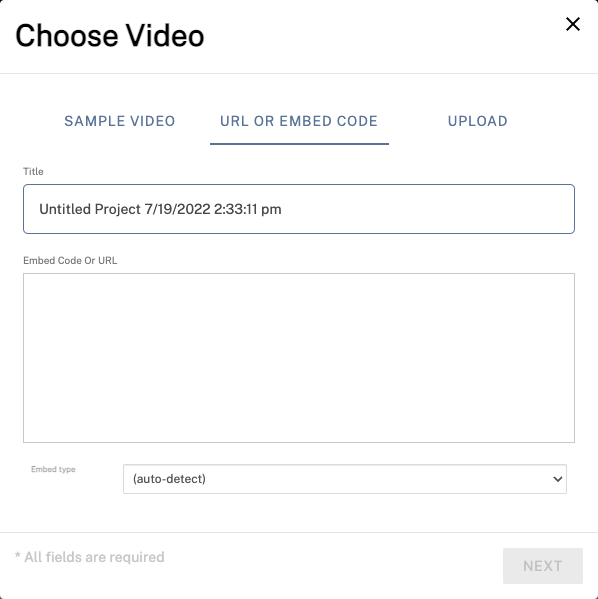 Choose Video
SAMPLE VIDEO URL OR EMBED CODE UPLOAD
Title
Untitled Project 7/19/2022 2:33:11 pm
Embed Code Or URL
Embed type (auto-detect)
* All fields are required
NEXT